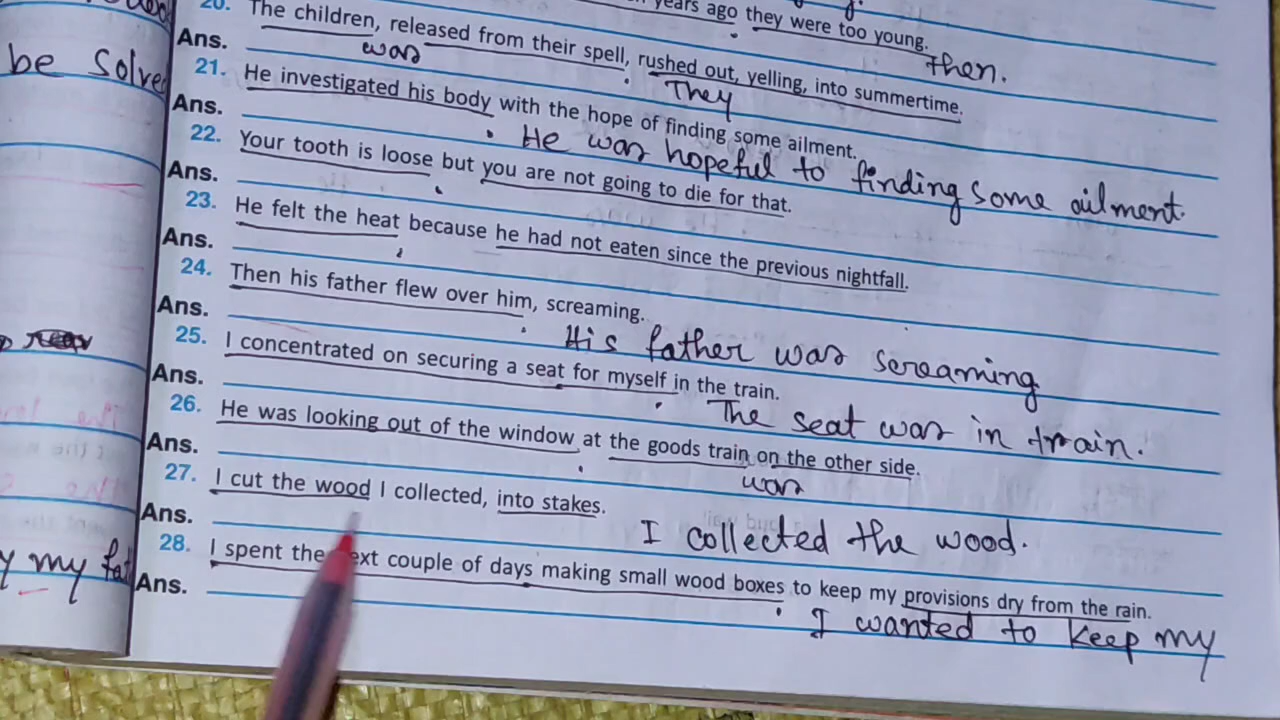 years ago they were too young.
then.
20. The children, released from their spell, rushed out, yelling, into summertime.
Ans. was They
be solve
21. He investigated his body with the hope of finding some ailment.
Ans. . He was hopeful to finding some ailment.
22. Your tooth is loose but you are not going to die for that.
Ans.
23. He felt the heat because he had not eaten since the previous nightfall.
Ans.
24. Then his father flew over him, screaming.
Ans. His father was screaming
25. I concentrated on securing a seat for myself in the train.
Ans. The seat was in train.
26. He was looking out of the window at the goods train on the other side.
Ans. was
27. I cut the wood I collected, into stakes.
Ans. I collected the wood.
28. I spent the next couple of days making small wood boxes to keep my provisions dry from the rain.
y my fat
Ans. I wanted to keep my